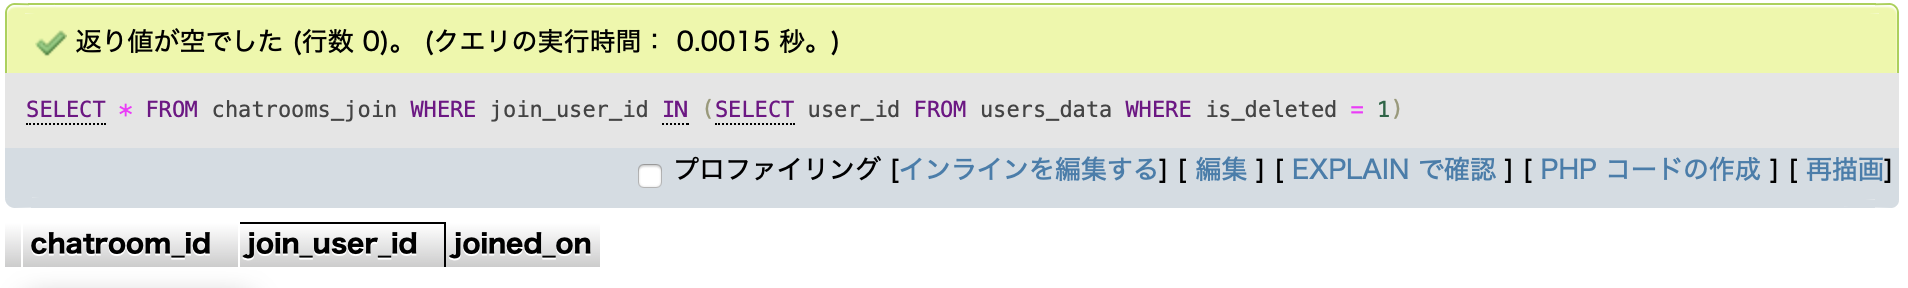 返り値が空でした (行数 0)。 (クエリの実行時間： 0.0015 秒。)
SELECT * FROM chatrooms_join WHERE join_user_id IN (SELECT user_id FROM users_data WHERE is_deleted = 1)
プロファイリング [インラインを編集する] [ 編集 ] [ EXPLAIN で確認 ] [ PHP コードの作成 ] [ 再描画]
chatroom_id join_user_id joined_on